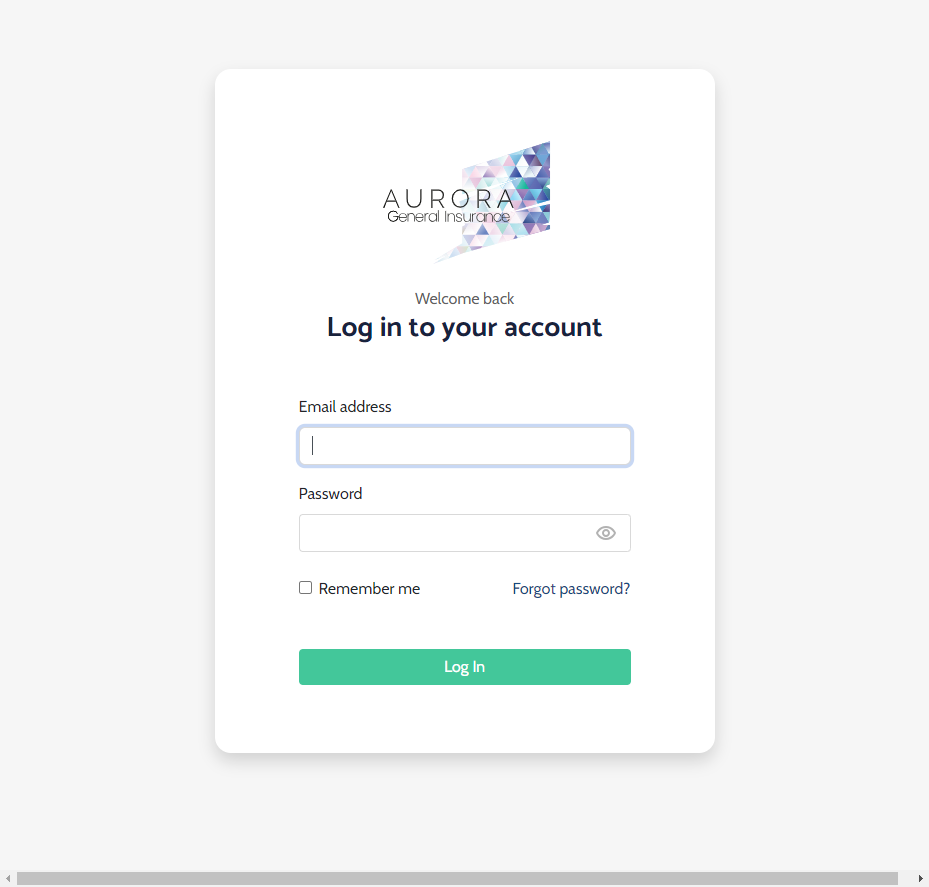 AURORA
General Insurance
Welcome back
Log in to your account
Email address
Password
Remember me
Forgot password?
Log In